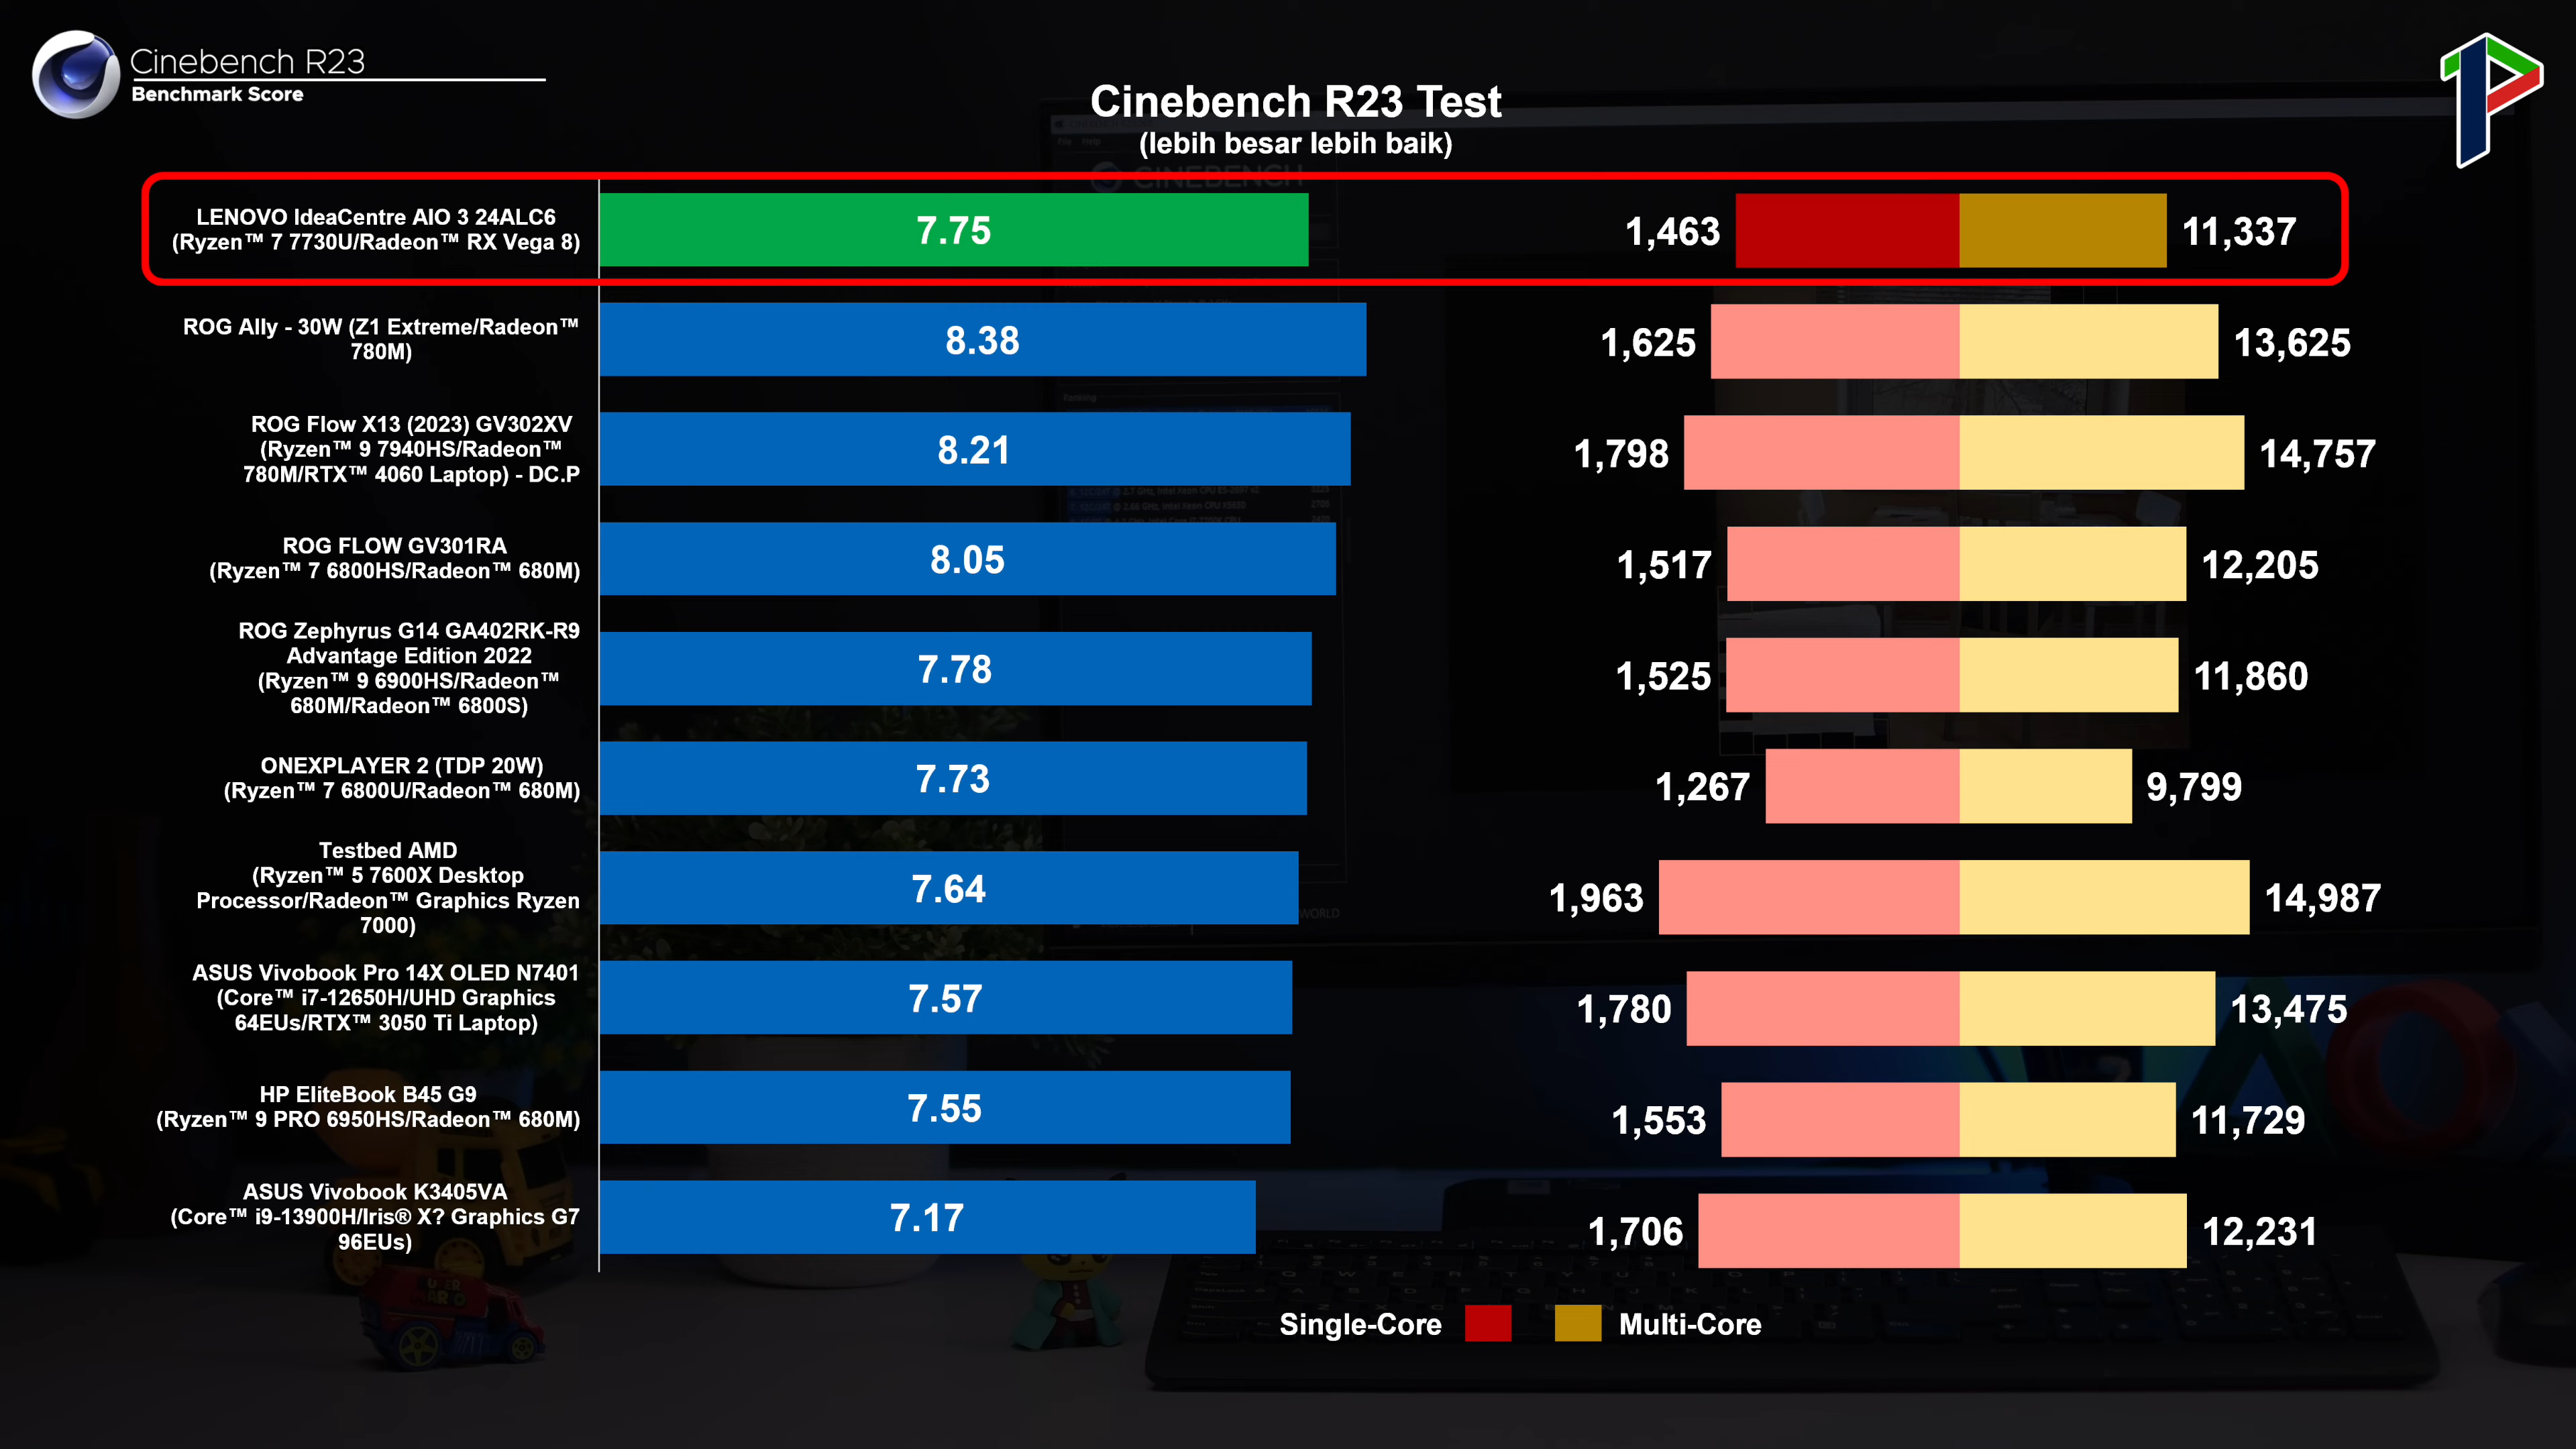 Cinebench R23
Benchmark Score
Cinebench R23 Test
(lebih besar lebih baik)
LENOVO IdeaCentre AIO 3 24ALC6
(Ryzen™ 7 7730U/Radeon™ RX Vega 8)
7.75
1,463
11,337
ROG Ally - 30W (Z1 Extreme/Radeon™
780M)
8.38
1,625
13,625
ROG Flow X13 (2023) GV302XV
(Ryzen™ 9 7940HS/Radeon™
780M/RTX™ 4060 Laptop) - DC.P
8.21
1,798
14,757
ROG FLOW GV301RA
(Ryzen™ 7 6800HS/Radeon™ 680M)
8.05
1,517
12,205
ROG Zephyrus G14 GA402RK-R9
Advantage Edition 2022
(Ryzen™ 9 6900HS/Radeon™
680M/Radeon™ 6800S)
7.78
1,525
11,860
ONEXPLAYER 2 (TDP 20W)
(Ryzen™ 7 6800U/Radeon™ 680M)
7.73
1,267
9,799
Testbed AMD
(Ryzen™ 5 7600X Desktop
Processor/Radeon™ Graphics Ryzen
7000)
7.64
1,963
14,987
ASUS Vivobook Pro 14X OLED N7401
(Core™ i7-12650H/UHD Graphics
64EUs/RTX™ 3050 Ti Laptop)
7.57
1,780
13,475
HP EliteBook B45 G9
(Ryzen™ 9 PRO 6950HS/Radeon™ 680M)
7.55
1,553
11,729
ASUS Vivobook K3405VA
(Core™ i9-13900H/Iris® X? Graphics G7
96EUs)
7.17
1,706
12,231
Single-Core
Multi-Core
CINEBENCH
File Help
Ranking
SUPER
MARIO